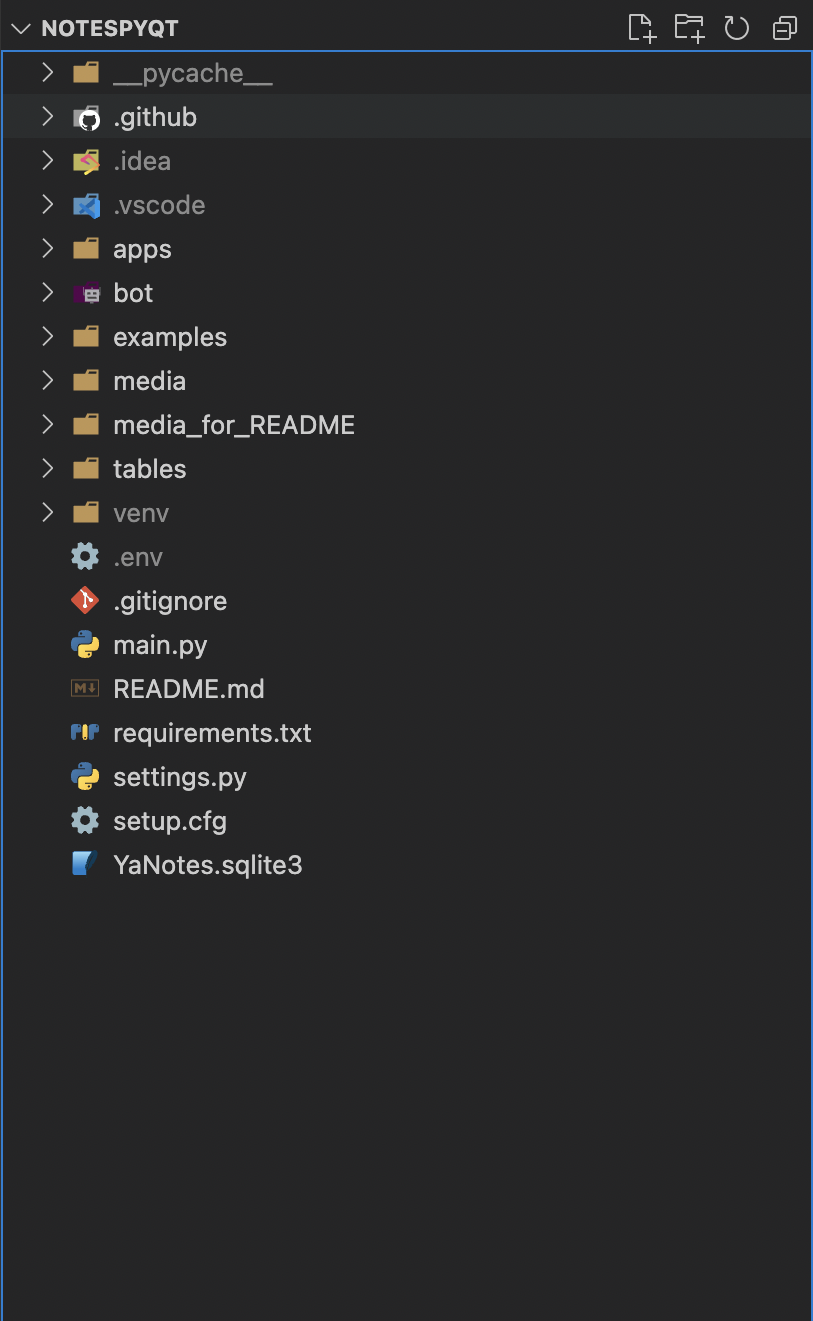 NOTESPYQT
__pycache__
.github
.idea
.vscode
apps
bot
examples
media
media_for_README
tables
venv
.env
.gitignore
main.py
README.md
requirements.txt
settings.py
setup.cfg
YaNotes.sqlite3